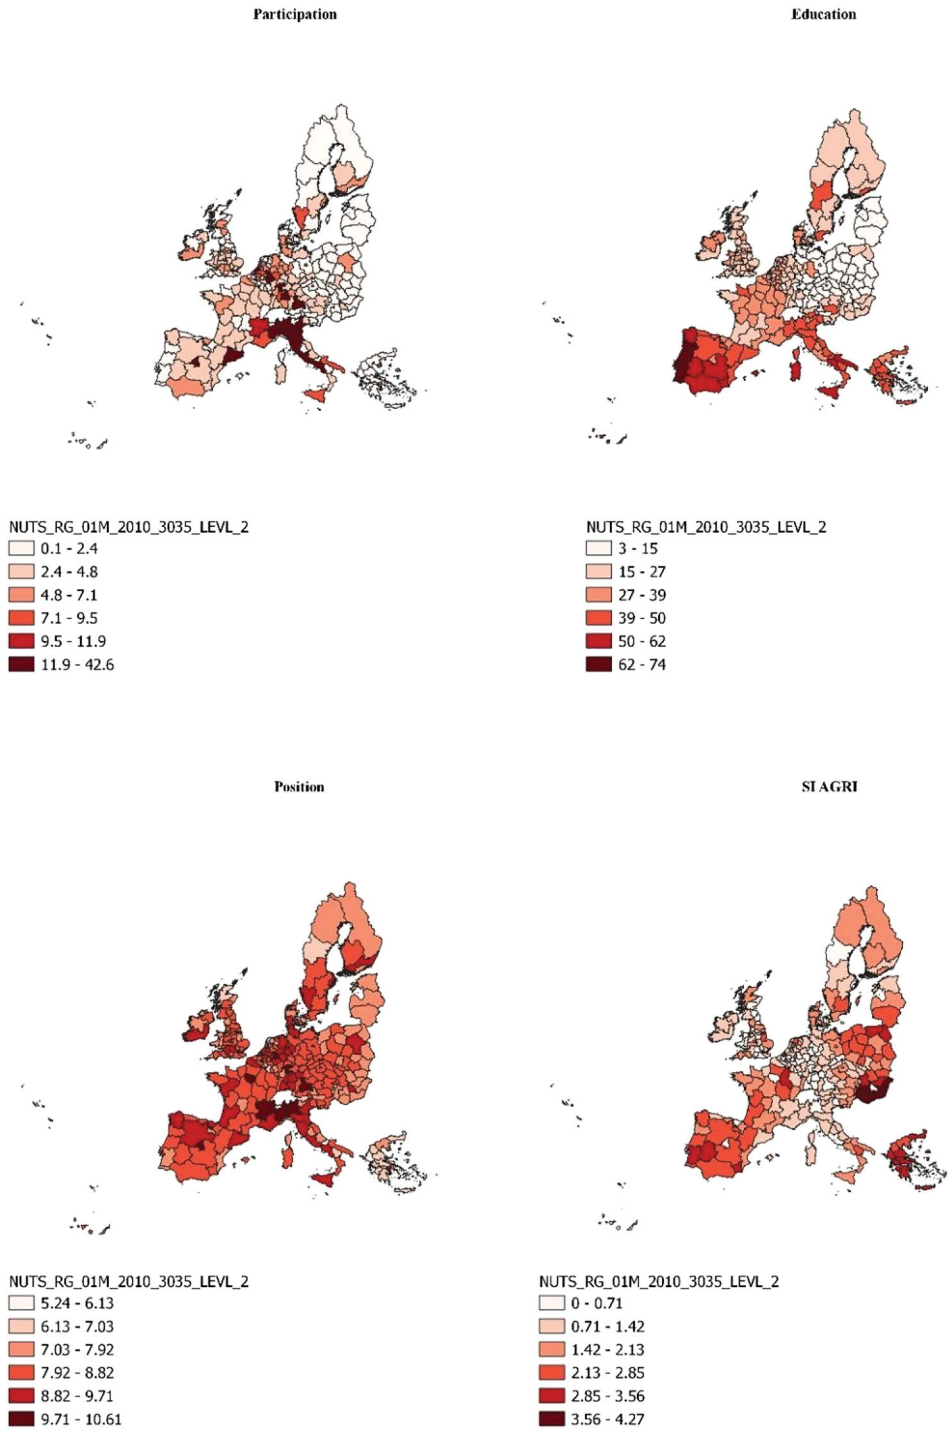 Participation
Education
NUTS_RG_01M_2010_3035_LEVL_2
0.1 - 2.4
2.4 - 4.8
4.8 - 7.1
7.1 - 9.5
9.5 - 11.9
11.9 - 42.6
NUTS_RG_01M_2010_3035_LEVL_2
3 - 15
15 - 27
27 - 39
39 - 50
50 - 62
62 - 74
Position
SI AGRI
NUTS_RG_01M_2010_3035_LEVL_2
5.24 - 6.13
6.13 - 7.03
7.03 - 7.92
7.92 - 8.82
8.82 - 9.71
9.71 - 10.61
NUTS_RG_01M_2010_3035_LEVL_2
0 - 0.71
0.71 - 1.42
1.42 - 2.13
2.13 - 2.85
2.85 - 3.56
3.56 - 4.27